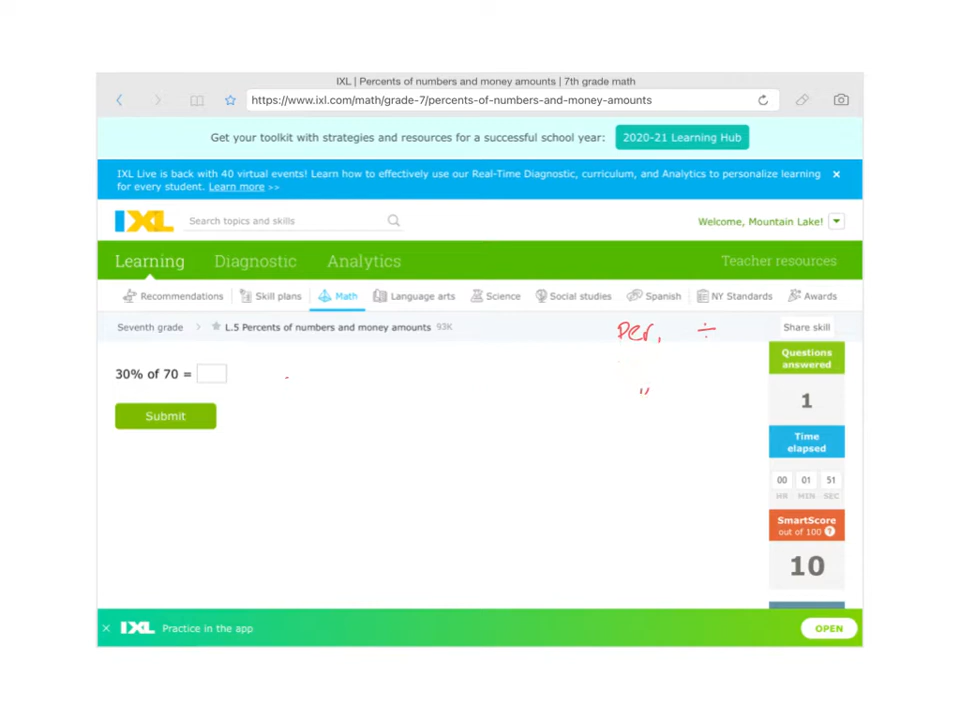 IXL | Percents of numbers and money amounts | 7th grade math
https://www.ixl.com/math/grade-7/percents-of-numbers-and-money-amounts
Get your toolkit with strategies and resources for a successful school year: 2020-21 Learning Hub
IXL Live is back with 40 virtual events! Learn how to effectively use our Real-Time Diagnostic, curriculum, and Analytics to personalize learning
for every student. Learn more >>
IXL Search topics and skills Welcome, Mountain Lake!
Learning Diagnostic Analytics Teacher resources
Recommendations Skill plans Math Language arts Science Social studies Spanish NY Standards Awards
Seventh grade > L.5 Percents of numbers and money amounts 93K Per, ÷ Share skill
Questions
answered
30% of 70 =
1
Submit
Time
elapsed
00 01 51
HR MIN SEC
SmartScore
out of 100 ?
10
× IXL Practice in the app OPEN